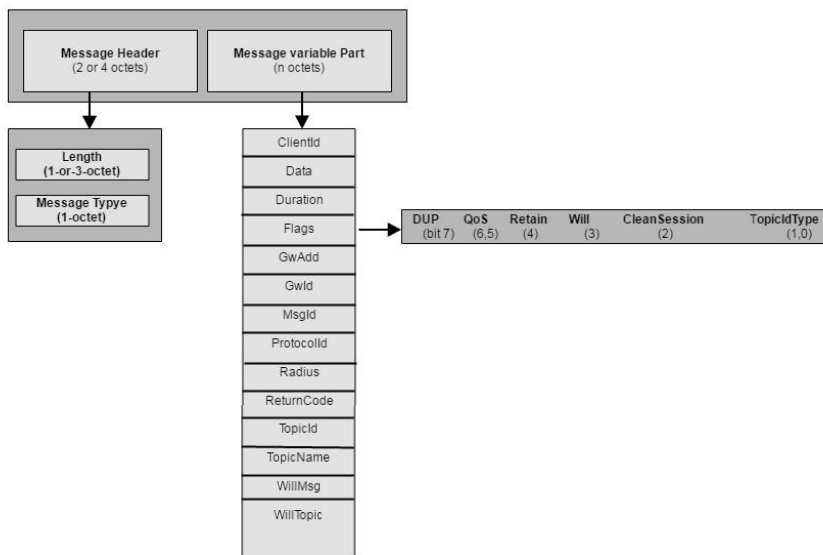 Message Header
(2 or 4 octets)
Message variable Part
(n octets)
Length
(1-or-3-octet)
Message Typye
(1-octet)
ClientId
Data
Duration
Flags
GwAdd
GwId
MsgId
ProtocolId
Radius
ReturnCode
TopicId
TopicName
WillMsg
WillTopic
DUP QoS Retain Will CleanSession TopicIdType
(bit 7) (6,5) (4) (3) (2) (1,0)